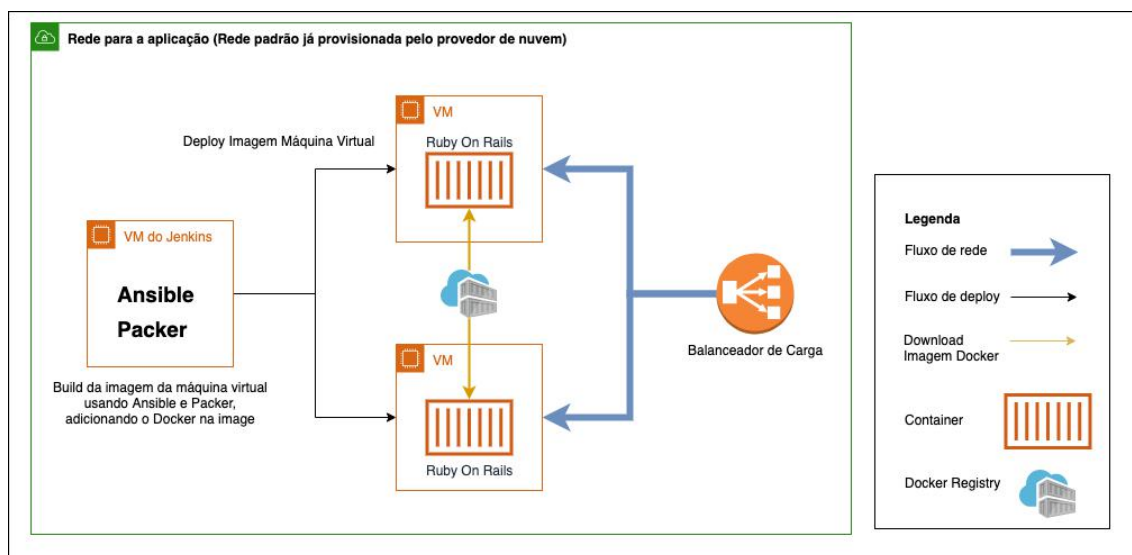 Rede para a aplicação (Rede padrão já provisionada pelo provedor de nuvem)
VM
Deploy Imagem Máquina Virtual
Ruby On Rails
VM do Jenkins
Ansible
Packer
Build da imagem da máquina virtual
usando Ansible e Packer,
adicionando o Docker na image
VM
Ruby On Rails
Balanceador de Carga
Legenda
Fluxo de rede
Fluxo de deploy
Download
Imagem Docker
Container
Docker Registry